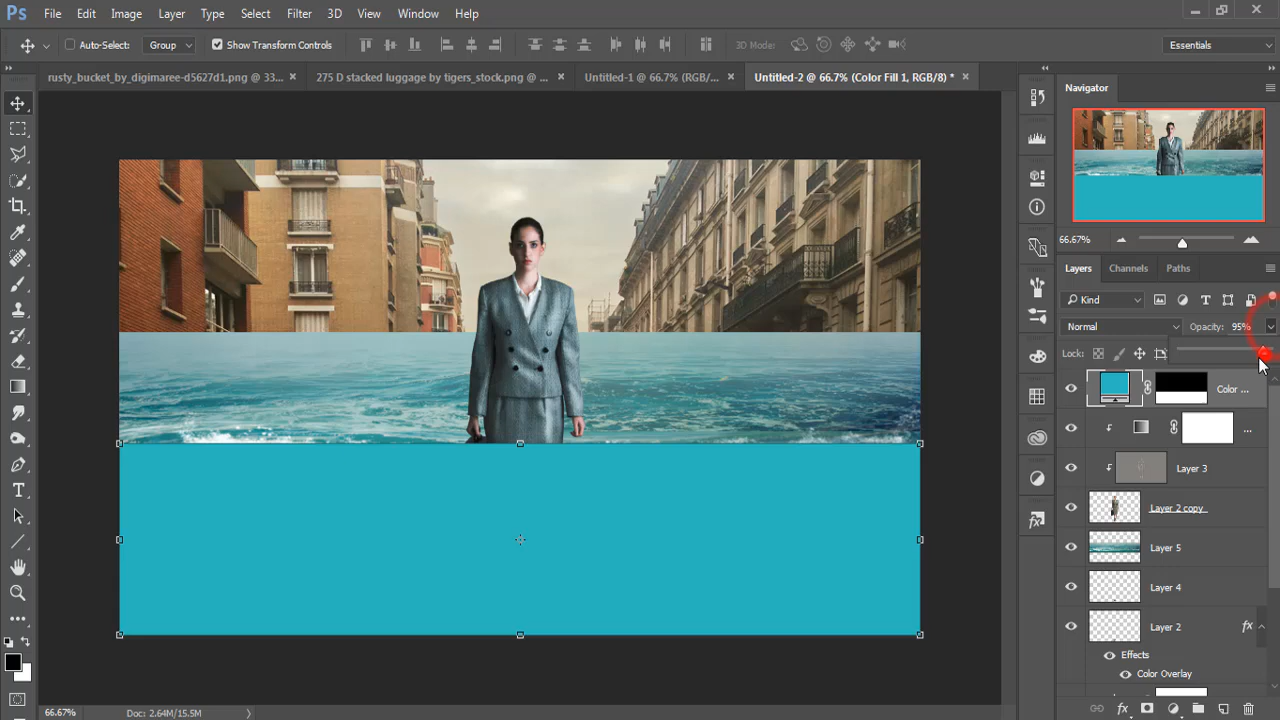 Ps File Edit Image Layer Type Select Filter 3D View Window Help
Auto-Select: Group Show Transform Controls 3D Mode: Essentials
rusty_bucket_by_digimaree-d5627d1.png @ 33... × 275 D stacked luggage by tigers_stock.png @ ... × Untitled-1 @ 66.7% (RGB/... × Untitled-2 @ 66.7% (Color Fill 1, RGB/8) * ×
Navigator
66.67%
Layers Channels Paths
Kind
Normal Opacity: 95%
Lock:
Color ...
...
Layer 3
Layer 2 copy
Layer 5
Layer 4
Layer 2 fx
Effects
Color Overlay
66.67% Doc: 2.64M/15.5M